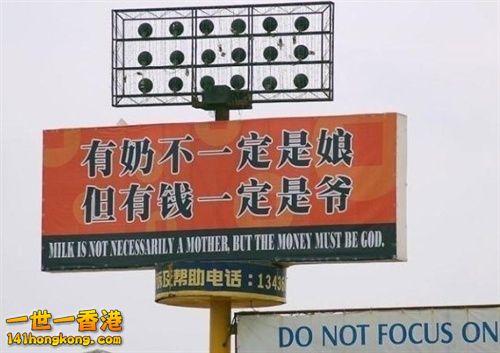 有奶不一定是娘
但有钱一定是爷
MILK IS NOT NECESSARILY A MOTHER, BUT THE MONEY MUST BE GOD.
及帮助电话：1343
DO NOT FOCUS ON
一世一香港
141hongkong.com